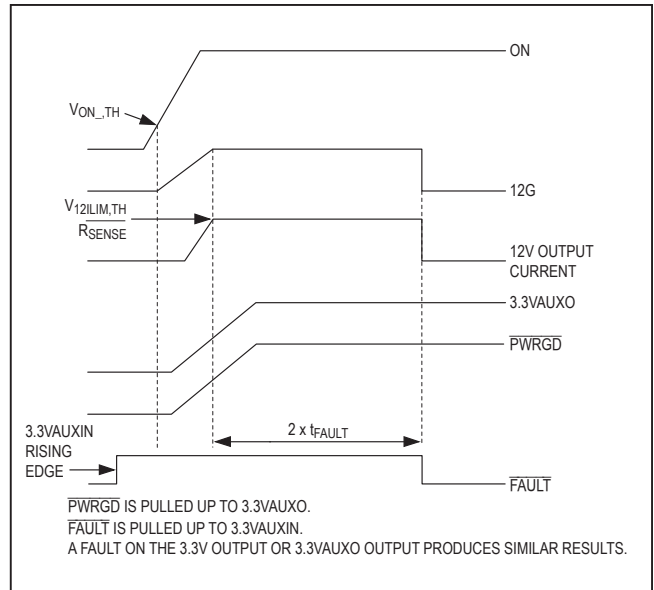 ON
VON_,TH
12G
V12ILIM,TH
RSENSE
12V OUTPUT
CURRENT
3.3VAUXO
PWRGD
3.3VAUXIN
RISING
EDGE
2 x tFAULT
FAULT
PWRGD IS PULLED UP TO 3.3VAUXO.
FAULT IS PULLED UP TO 3.3VAUXIN.
A FAULT ON THE 3.3V OUTPUT OR 3.3VAUXO OUTPUT PRODUCES SIMILAR RESULTS.